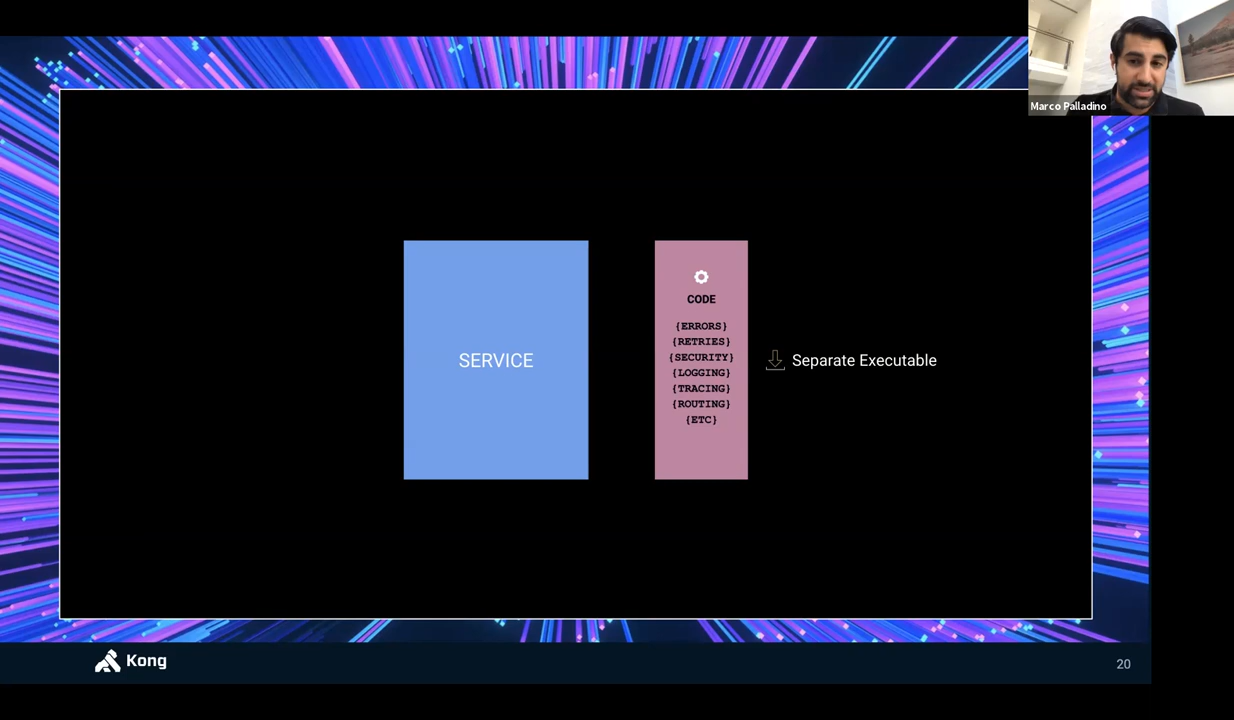 Marco Palladino
SERVICE
CODE
{ERRORS}
{RETRIES}
{SECURITY}
{LOGGING}
{TRACING}
{ROUTING}
{ETC}
Separate Executable
Kong
20